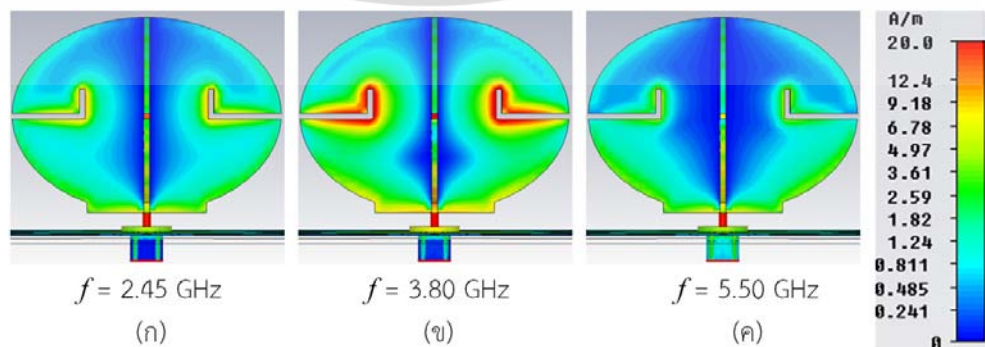 A/m
20.0
12.4
9.18
6.78
4.97
3.61
2.59
1.82
1.24
0.811
0.485
0.241
0
f = 2.45 GHz
f = 3.80 GHz
f = 5.50 GHz
(ก)
(ข)
(ค)